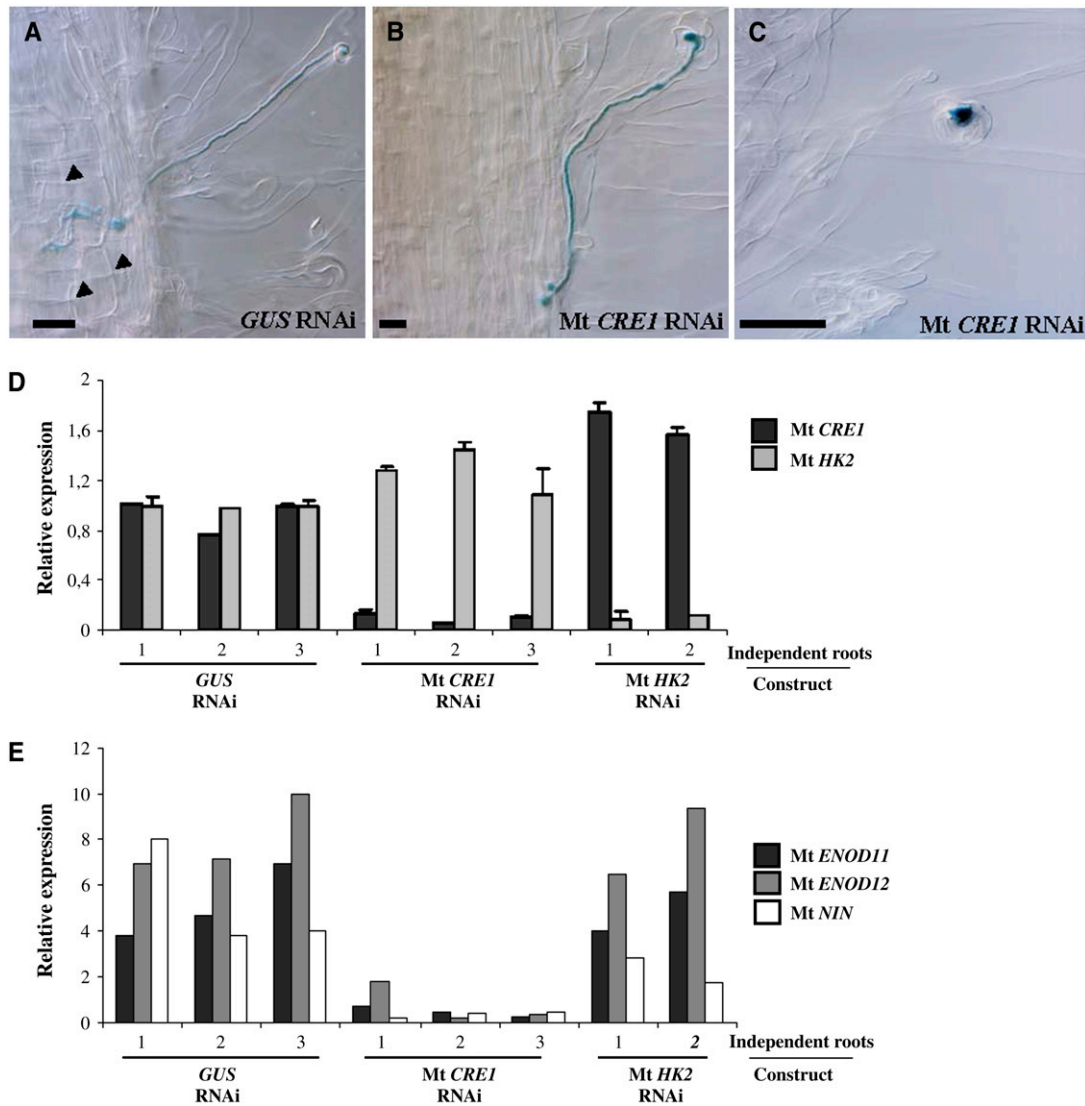 A
B
C
GUS RNAi
Mt CRE1 RNAi
Mt CRE1 RNAi
D
Relative expression
2
1,6
1,2
0,8
0,4
0
Mt CRE1
Mt HK2
1 2 3 1 2 3 1 2 Independent roots
GUS RNAi
Mt CRE1 RNAi
Mt HK2 RNAi
Construct
E
Relative expression
12
10
8
6
4
2
0
Mt ENOD11
Mt ENOD12
Mt NIN
1 2 3 1 2 3 1 2 Independent roots
GUS RNAi
Mt CRE1 RNAi
Mt HK2 RNAi
Construct